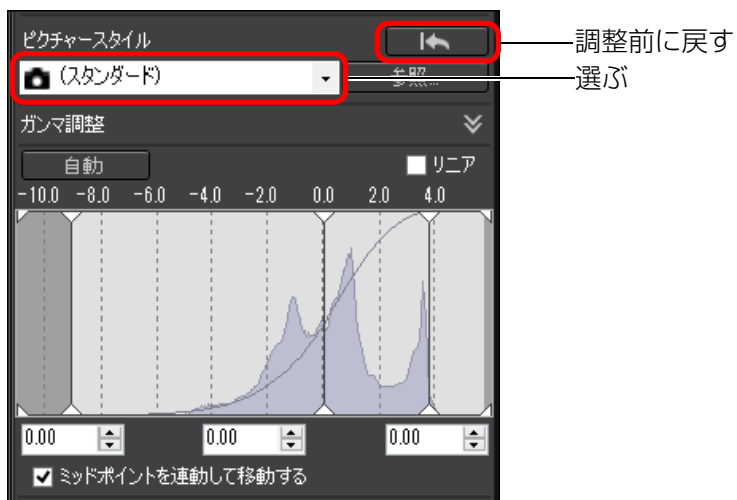 ピクチャースタイル
調整前に戻す
(スタンダード)
参照...
選ぶ
ガンマ調整
自動
リニア
-10.0 -8.0 -6.0 -4.0 -2.0 0.0 2.0 4.0
0.00 0.00 0.00
ミッドポイントを連動して移動する